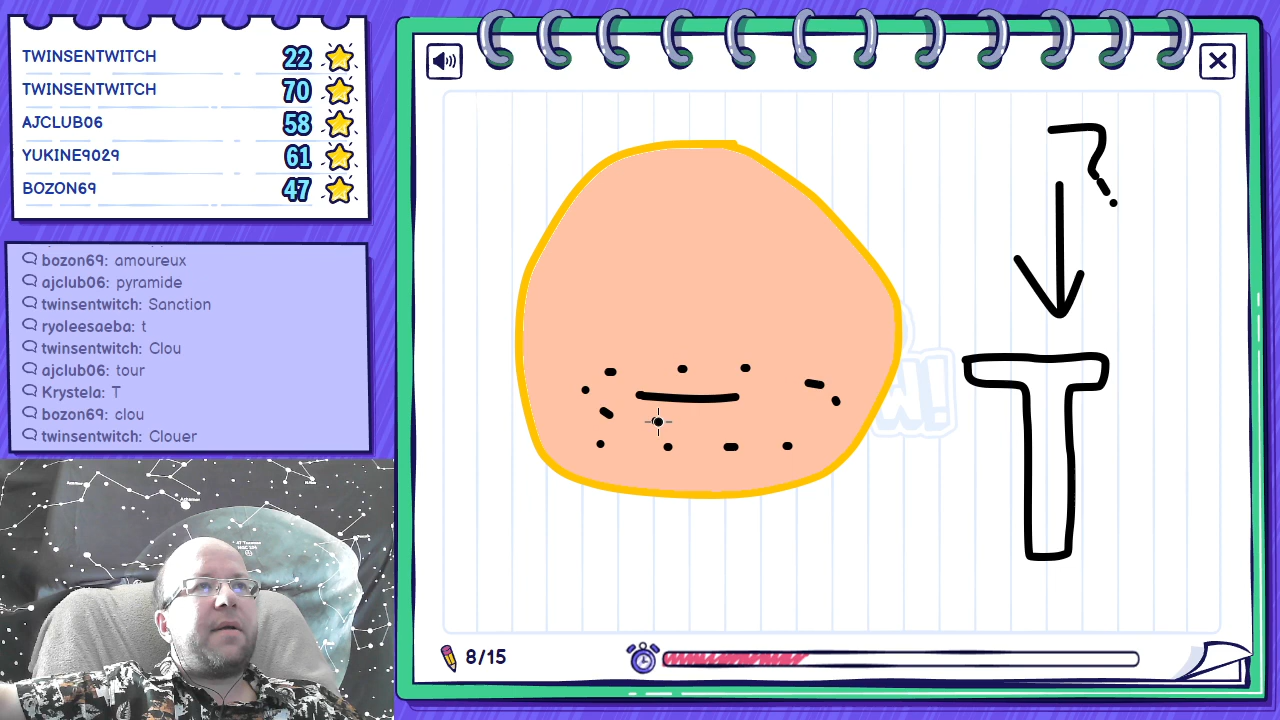 TWINSENTWITCH 22
TWINSENTWITCH 70
AJCLUB06 58
YUKINE9029 61
BOZON69 47
bozon69: amoureux
ajclub06: pyramide
twinsentwitch: Sanction
ryoleesaeba: t
twinsentwitch: Clou
ajclub06: tour
Krystela: T
bozon69: clou
twinsentwitch: Clouer
T
8/15